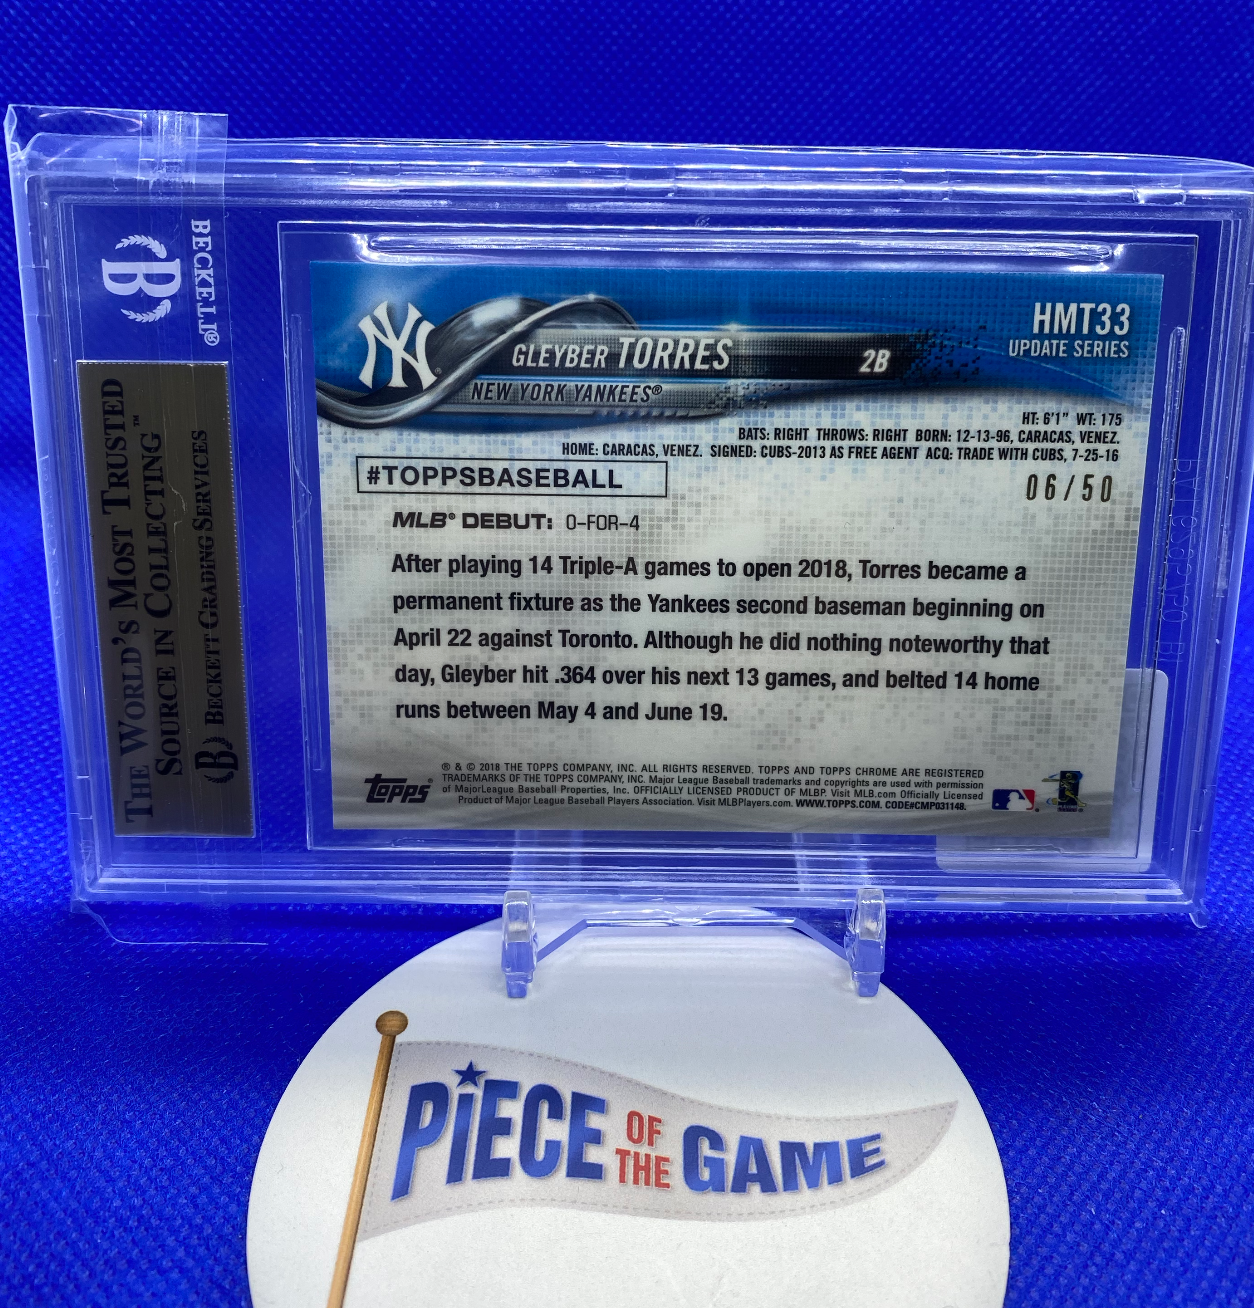 BECKETT®
B
THE WORLD'S MOST TRUSTED
SOURCE IN COLLECTING™
BECKETT GRADING SERVICES
B
NY
GLEYBER TORRES
2B
NEW YORK YANKEES®
HMT33
UPDATE SERIES
HT: 6'1" WT: 175
BATS: RIGHT THROWS: RIGHT BORN: 12-13-96, CARACAS, VENEZ.
HOME: CARACAS, VENEZ. SIGNED: CUBS-2013 AS FREE AGENT ACQ: TRADE WITH CUBS, 7-25-16
#TOPPSBASEBALL
06/50
MLB® DEBUT: 0-FOR-4
After playing 14 Triple-A games to open 2018, Torres became a
permanent fixture as the Yankees second baseman beginning on
April 22 against Toronto. Although he did nothing noteworthy that
day, Gleyber hit .364 over his next 13 games, and belted 14 home
runs between May 4 and June 19.
topps®
® & © 2018 THE TOPPS COMPANY, INC. ALL RIGHTS RESERVED. TOPPS AND TOPPS CHROME ARE REGISTERED
TRADEMARKS OF THE TOPPS COMPANY, INC. Major League Baseball trademarks and copyrights are used with permission
of MajorLeague Baseball Properties, Inc. OFFICIALLY LICENSED PRODUCT OF MLBP. Visit MLB.com Officially Licensed
Product of Major League Baseball Players Association. Visit MLBPlayers.com. WWW.TOPPS.COM. CODE#CMP031148.
PiECE OF THE GAME